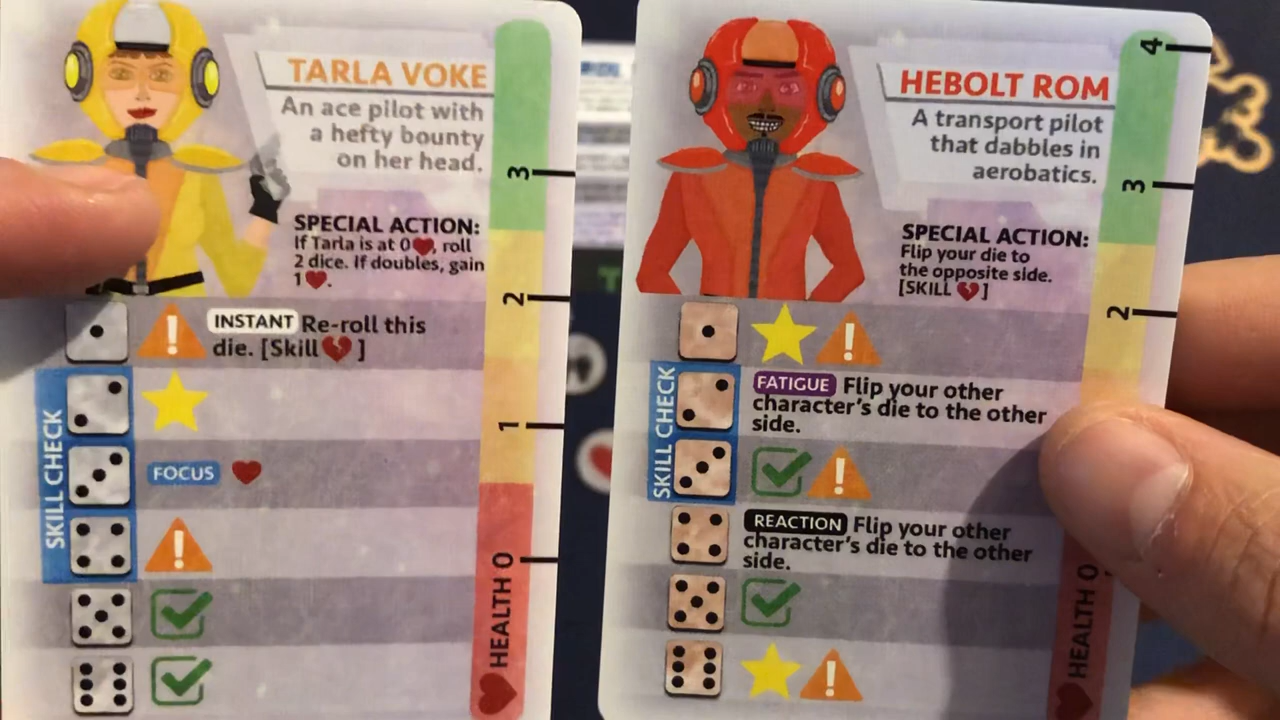 TARLA VOKE
An ace pilot with
a hefty bounty
on her head.
SPECIAL ACTION:
If Tarla is at 0, roll
2 dice. If doubles, gain
1.
INSTANT Re-roll this
die. [Skill ]
SKILL CHECK
FOCUS
3
2
1
HEALTH 0
HEBOLT ROM
A transport pilot
that dabbles in
aerobatics.
SPECIAL ACTION:
Flip your die to
the opposite side.
[SKILL ]
SKILL CHECK
FATIGUE Flip your other
character's die to the other
side.
REACTION Flip your other
character's die to the other
side.
4
3
2
HEALTH 0